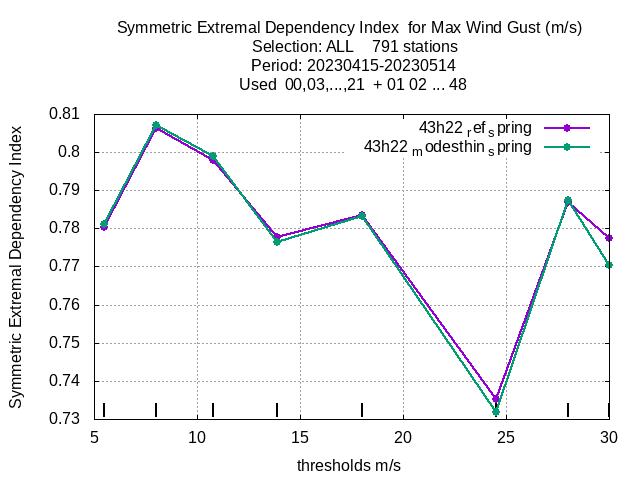 Symmetric Extremal Dependency Index  for Max Wind Gust (m/s)
Selection: ALL    791 stations
Period: 20230415-20230514
Used  00,03,...,21  + 01 02 ... 48
43h22 ref spring
43h22 modesthin spring
Symmetric Extremal Dependency Index
0.81
0.8
0.79
0.78
0.77
0.76
0.75
0.74
0.73
5 10 15 20 25 30
thresholds m/s